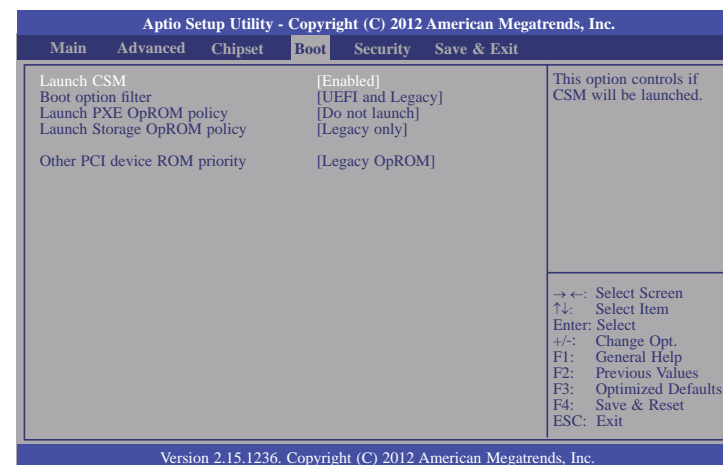 Aptio Setup Utility - Copyright (C) 2012 American Megatrends, Inc.
Main Advanced Chipset Boot Security Save & Exit
Launch CSM [Enabled]
Boot option filter [UEFI and Legacy]
Launch PXE OpROM policy [Do not launch]
Launch Storage OpROM policy [Legacy only]
Other PCI device ROM priority [Legacy OpROM]
This option controls if
CSM will be launched.
→←: Select Screen
↑↓: Select Item
Enter: Select
+/-: Change Opt.
F1: General Help
F2: Previous Values
F3: Optimized Defaults
F4: Save & Reset
ESC: Exit
Version 2.15.1236. Copyright (C) 2012 American Megatrends, Inc.